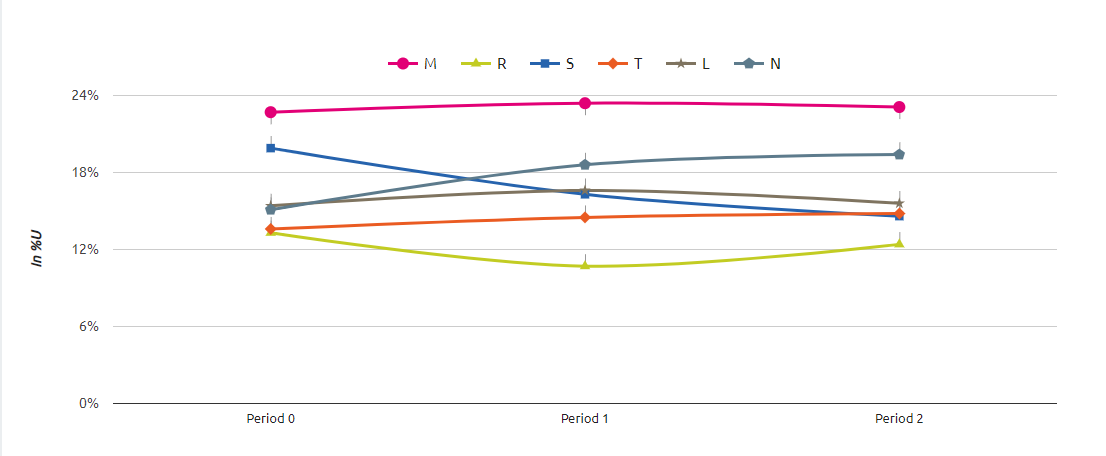 M R S T L N
24%
18%
12%
6%
0%
In %U
Period 0 Period 1 Period 2